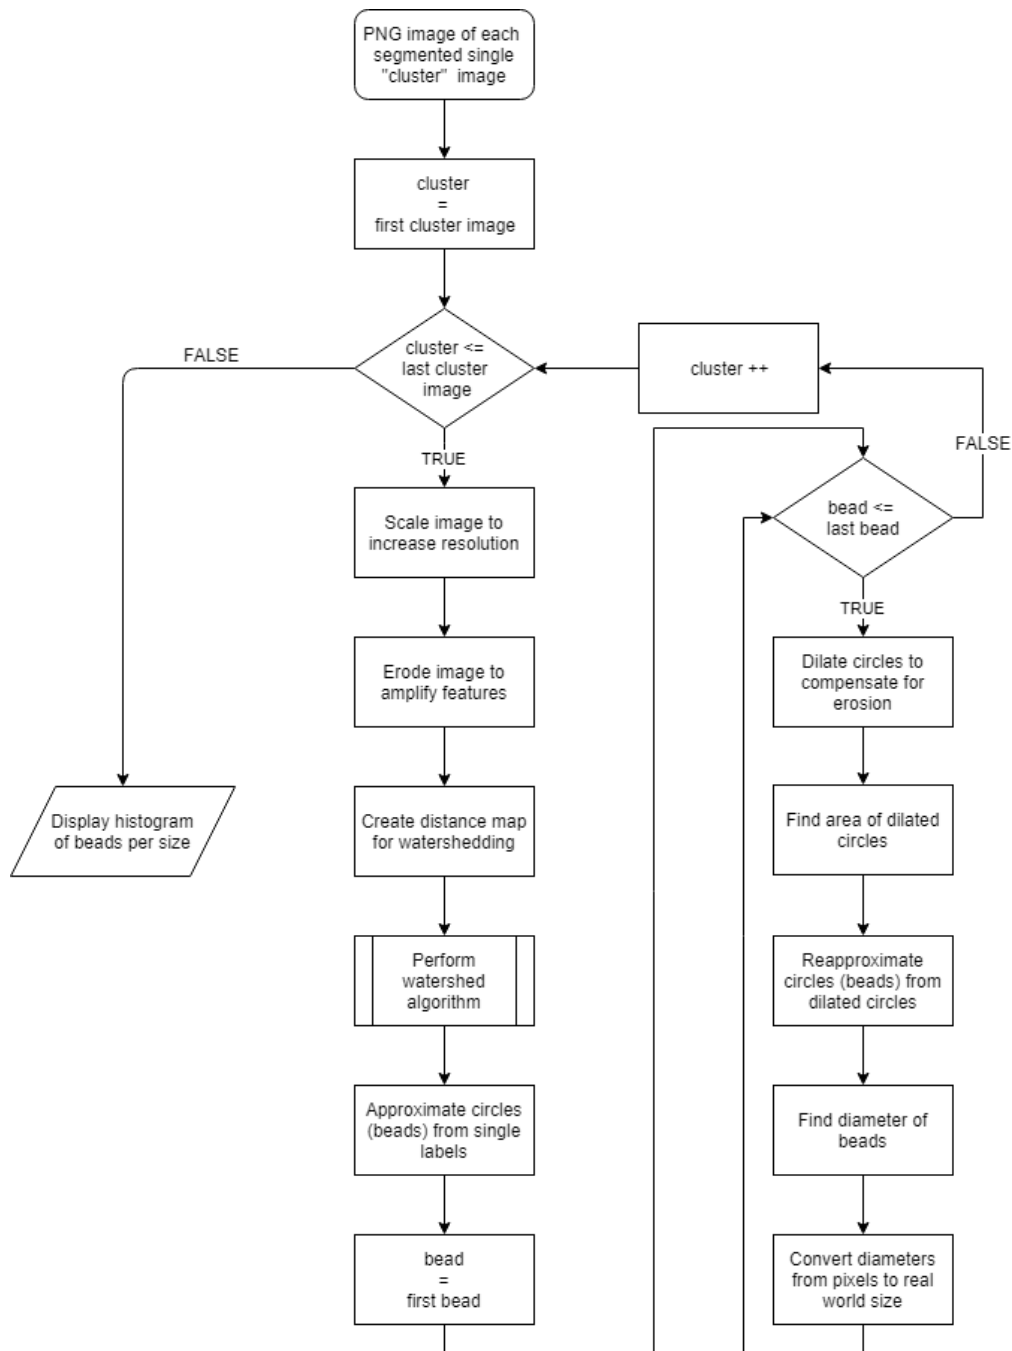 PNG image of each
segmented single
"cluster" image
cluster
=
first cluster image
cluster <=
last cluster
image
FALSE
TRUE
cluster ++
FALSE
bead <=
last bead
TRUE
Scale image to
increase resolution
Erode image to
amplify features
Create distance map
for watershedding
Perform
watershed
algorithm
Approximate circles
(beads) from single
labels
bead
=
first bead
Dilate circles to
compensate for
erosion
Find area of dilated
circles
Reapproximate
circles (beads) from
dilated circles
Find diameter of
beads
Convert diameters
from pixels to real
world size
Display histogram
of beads per size